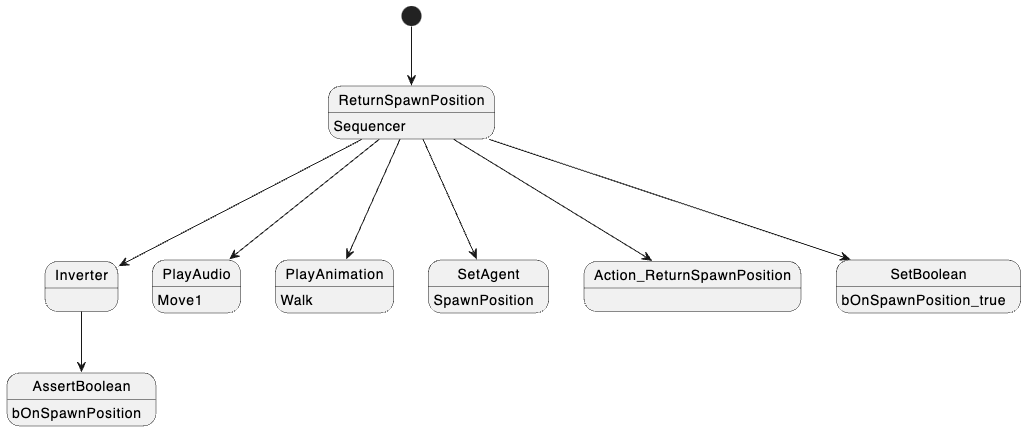 ReturnSpawnPosition
Sequencer
Inverter
PlayAudio
Move1
PlayAnimation
Walk
SetAgent
SpawnPosition
Action_ReturnSpawnPosition
SetBoolean
bOnSpawnPosition_true
AssertBoolean
bOnSpawnPosition